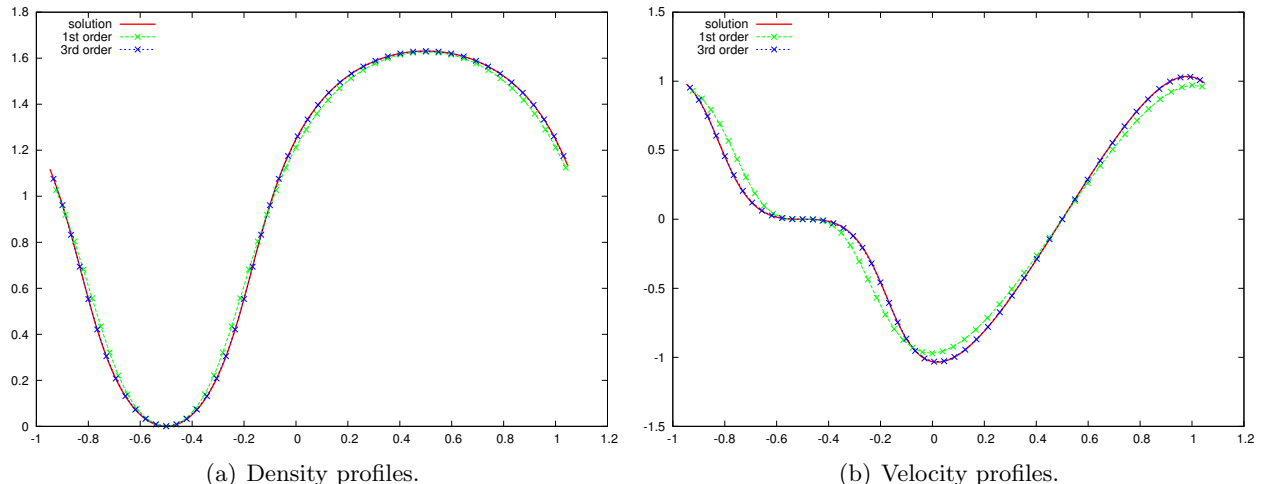 1.8
1.6
1.4
1.2
1
0.8
0.6
0.4
0.2
0
-1 -0.8 -0.6 -0.4 -0.2 0 0.2 0.4 0.6 0.8 1 1.2
solution
1st order
3rd order
(a) Density profiles.
1.5
1
0.5
0
-0.5
-1
-1.5
-1 -0.8 -0.6 -0.4 -0.2 0 0.2 0.4 0.6 0.8 1 1.2
solution
1st order
3rd order
(b) Velocity profiles.